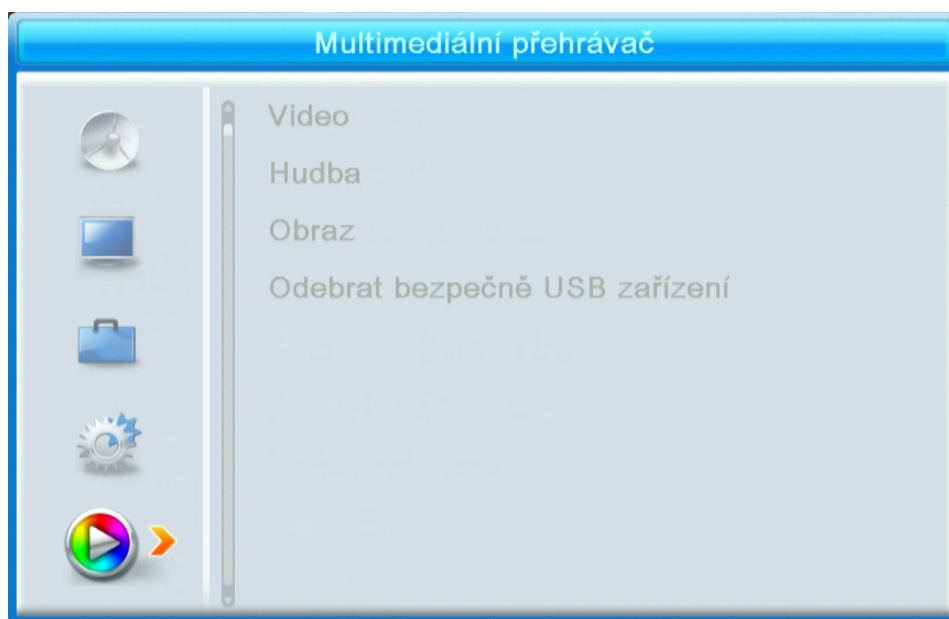 Multimediální přehrávač
Video
Hudba
Obraz
Odebrat bezpečně USB zařízení